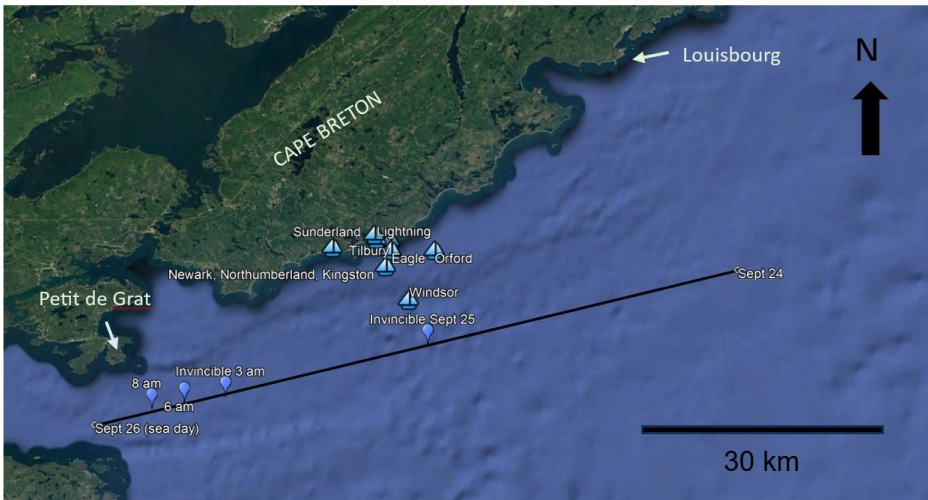 Louisbourg
N
CAPE BRETON
Sunderland
Lightning
Tilbury
Eagle
Orford
Newark, Northumberland, Kingston
Sept 24
Windsor
Petit de Grat
Invincible Sept 25
Invincible 3 am
8 am
6 am
Sept 26 (sea day)
30 km